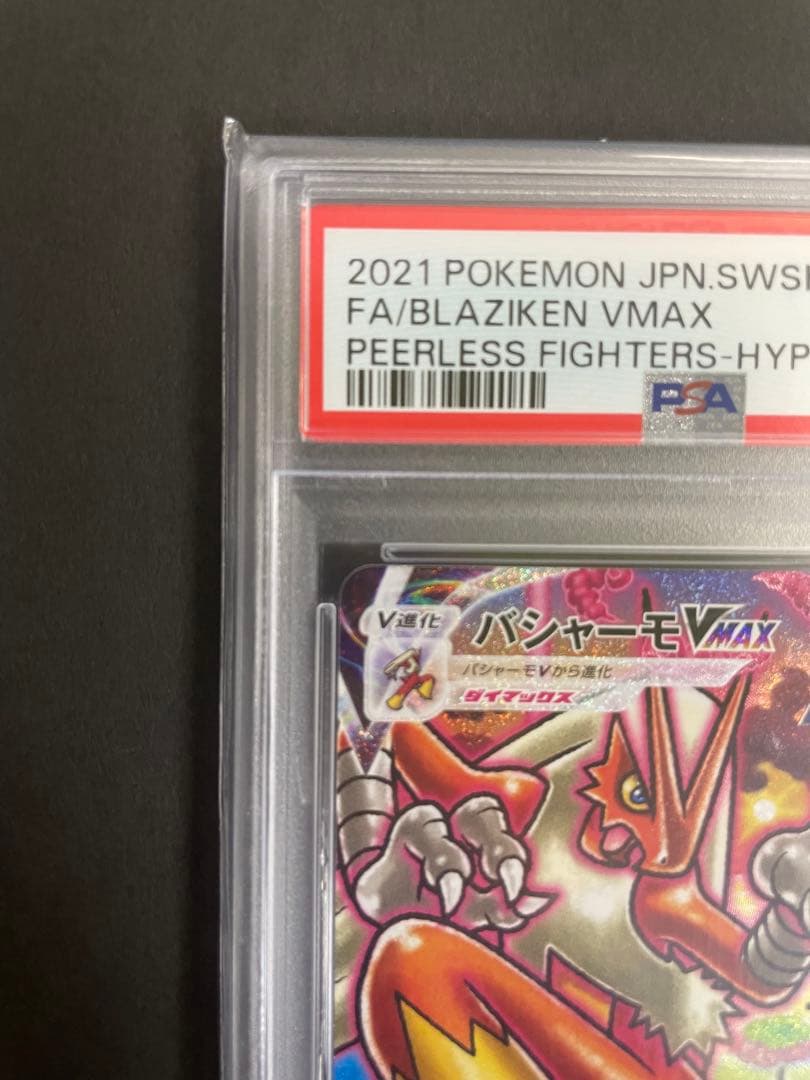 2021 POKEMON JPN.SWSH
FA/BLAZIKEN VMAX
PEERLESS FIGHTERS-HYP
PSA
V進化
バシャーモVMAX
バシャーモVから進化
ダイマックス